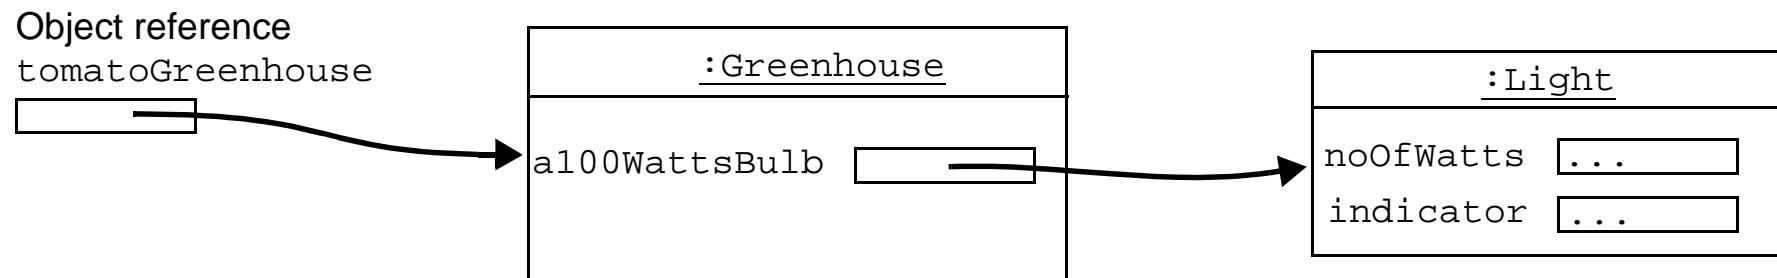 Object reference
tomatoGreenhouse
:Greenhouse
a100WattsBulb
:Light
noOfWatts ...
indicator ...